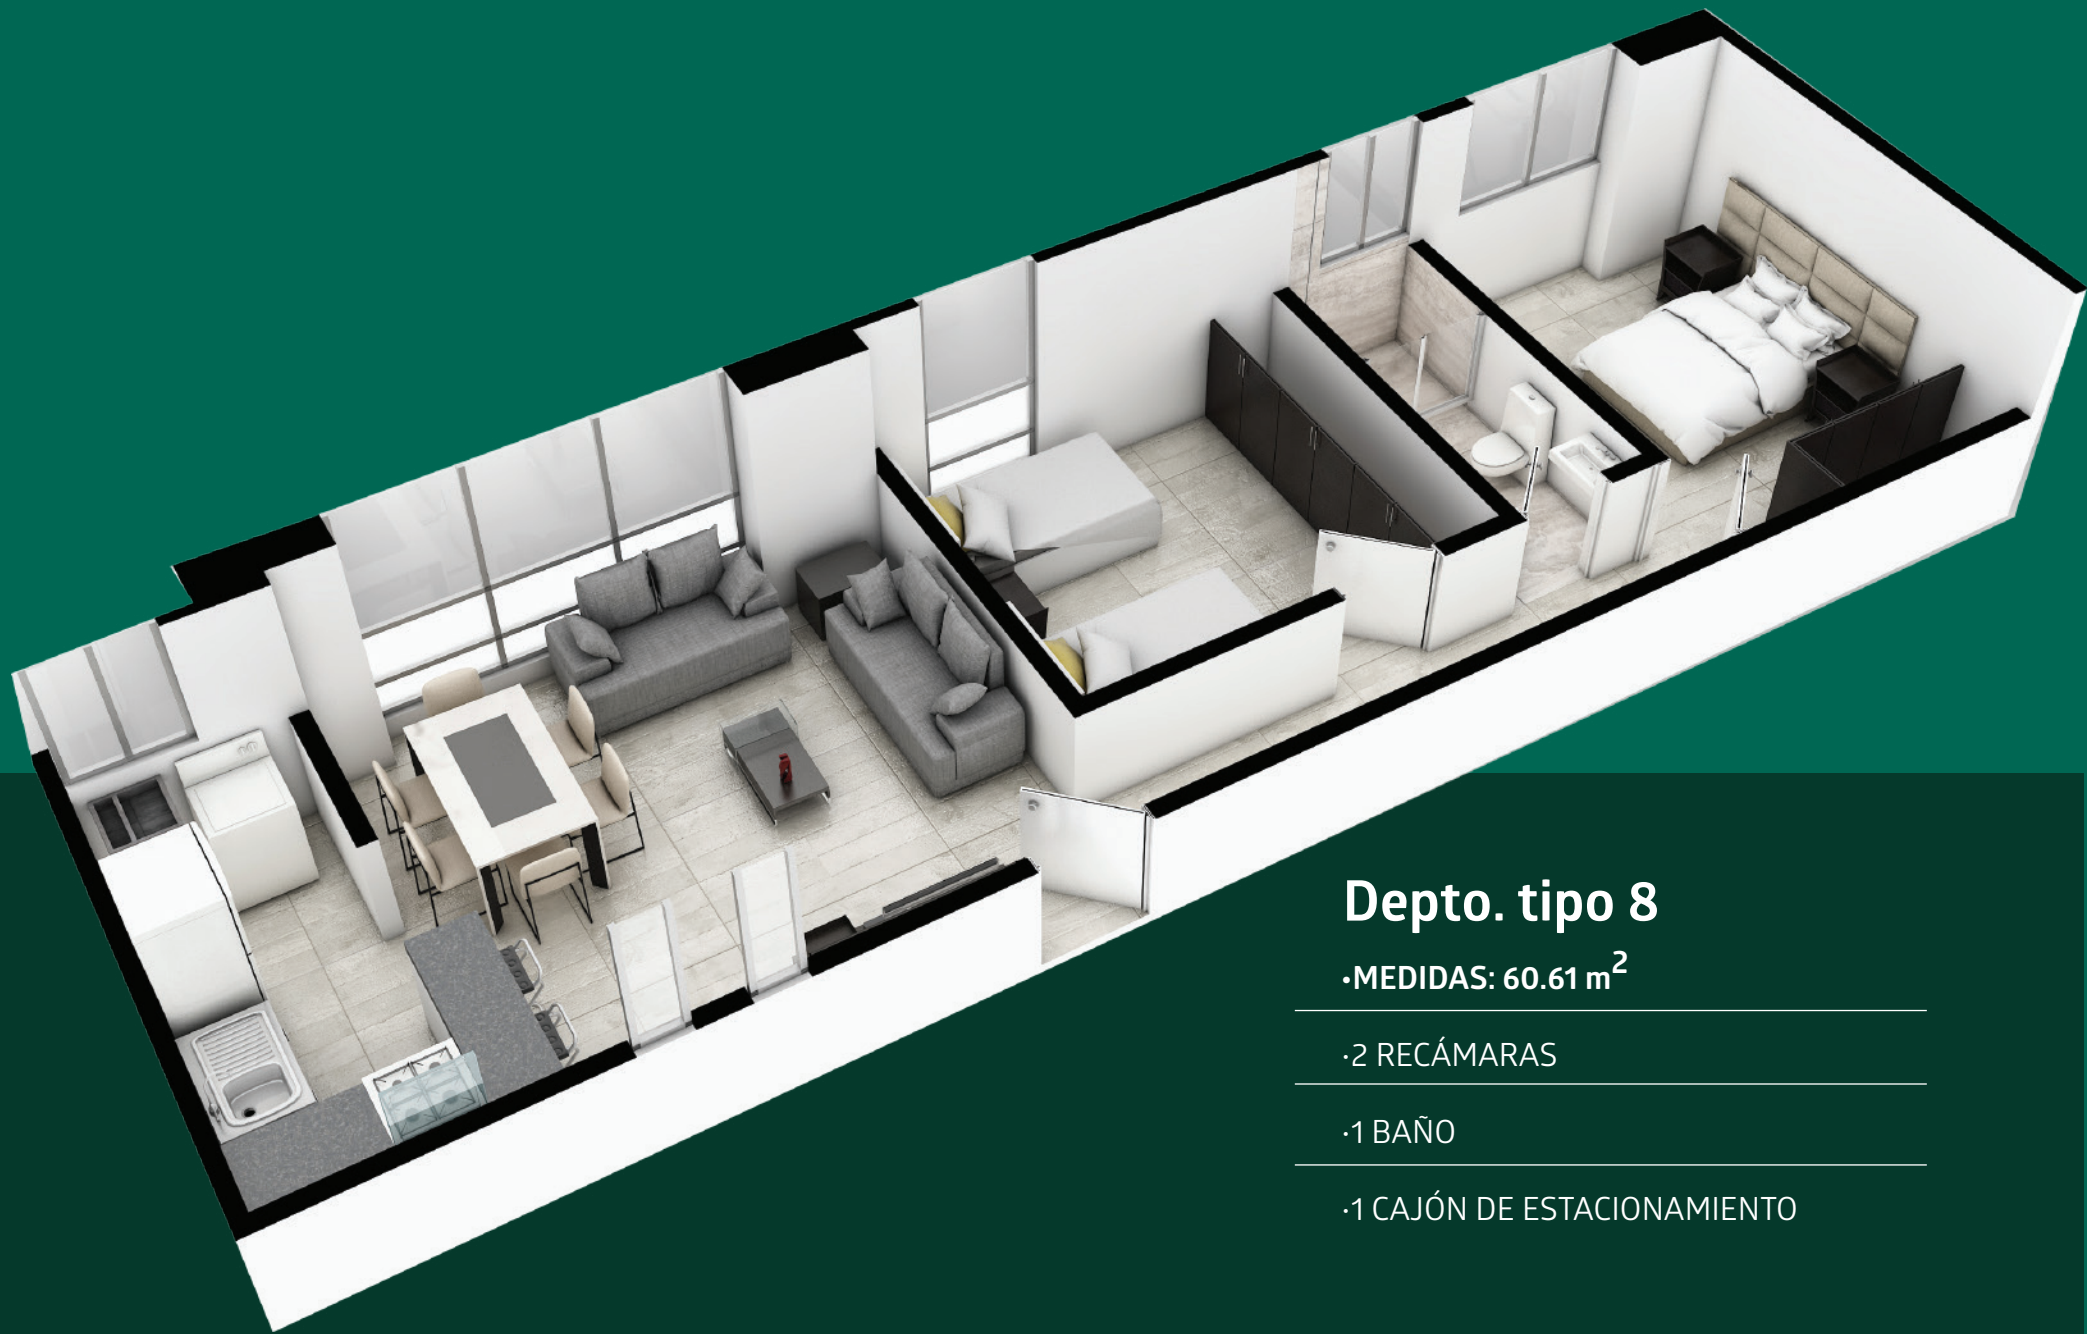 Depto. tipo 8
·MEDIDAS: 60.61 m²
·2 RECÁMARAS
·1 BAÑO
·1 CAJÓN DE ESTACIONAMIENTO